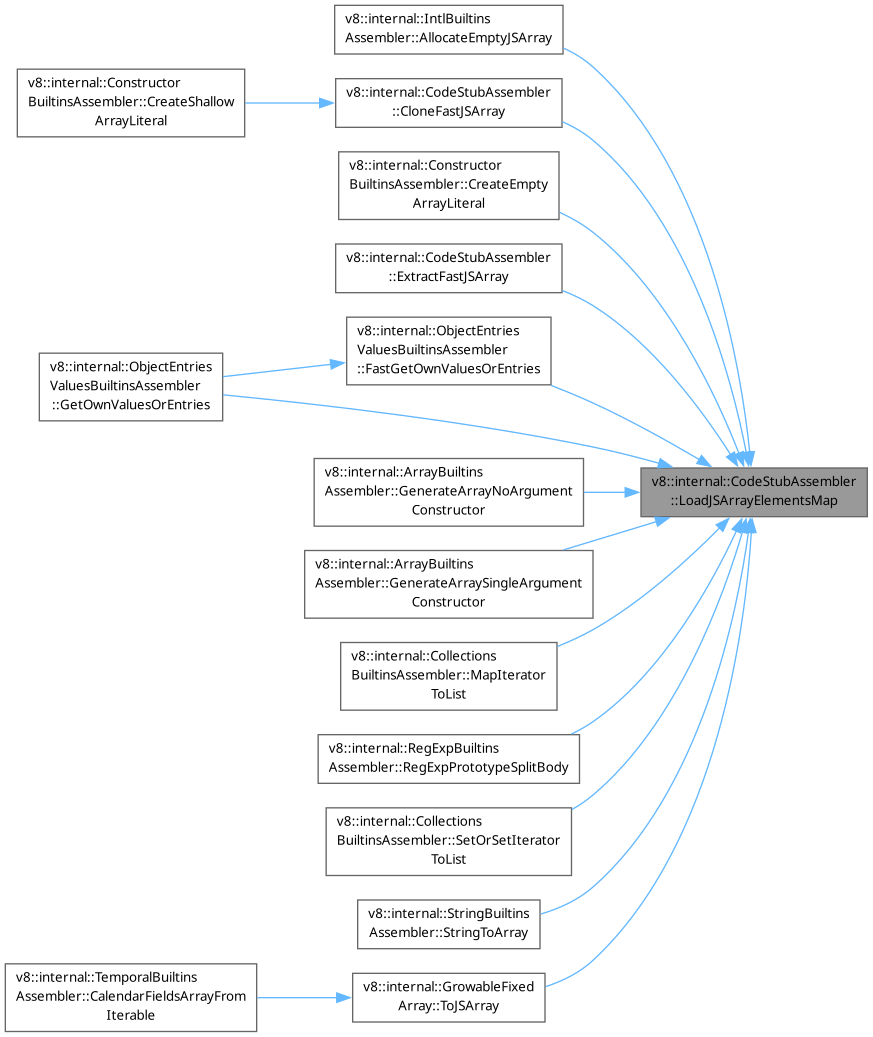 v8::internal::IntlBuiltins
Assembler::AllocateEmptyJSArray
v8::internal::Constructor
BuiltinsAssembler::CreateShallow
ArrayLiteral
v8::internal::CodeStubAssembler
::CloneFastJSArray
v8::internal::Constructor
BuiltinsAssembler::CreateEmpty
ArrayLiteral
v8::internal::CodeStubAssembler
::ExtractFastJSArray
v8::internal::ObjectEntries
ValuesBuiltinsAssembler
::FastGetOwnValuesOrEntries
v8::internal::ObjectEntries
ValuesBuiltinsAssembler
::GetOwnValuesOrEntries
v8::internal::ArrayBuiltins
Assembler::GenerateArrayNoArgument
Constructor
v8::internal::CodeStubAssembler
::LoadJSArrayElementsMap
v8::internal::ArrayBuiltins
Assembler::GenerateArraySingleArgument
Constructor
v8::internal::Collections
BuiltinsAssembler::MapIterator
ToList
v8::internal::RegExpBuiltins
Assembler::RegExpPrototypeSplitBody
v8::internal::Collections
BuiltinsAssembler::SetOrSetIterator
ToList
v8::internal::StringBuiltins
Assembler::StringToArray
v8::internal::TemporalBuiltins
Assembler::CalendarFieldsArrayFrom
Iterable
v8::internal::GrowableFixed
Array::ToJSArray